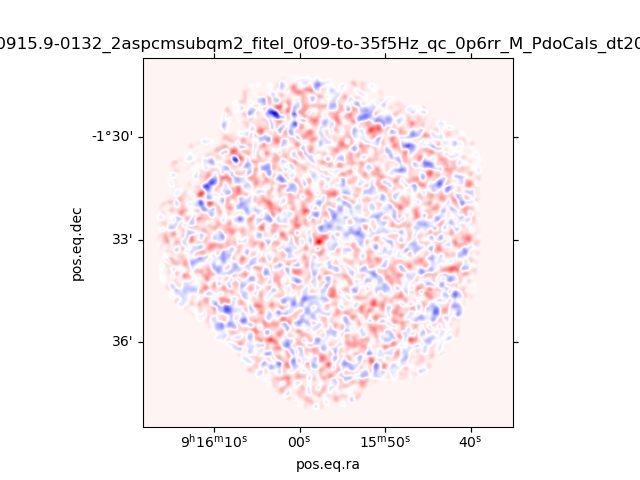 0915.9-0132_2aspcmsubqm2_fitel_0f09-to-35f5Hz_qc_0p6rr_M_PdoCals_dt20
-1°30'
33'
36'
pos.eq.dec
9ʰ16ᵐ10ˢ 00ˢ 15ᵐ50ˢ 40ˢ
pos.eq.ra